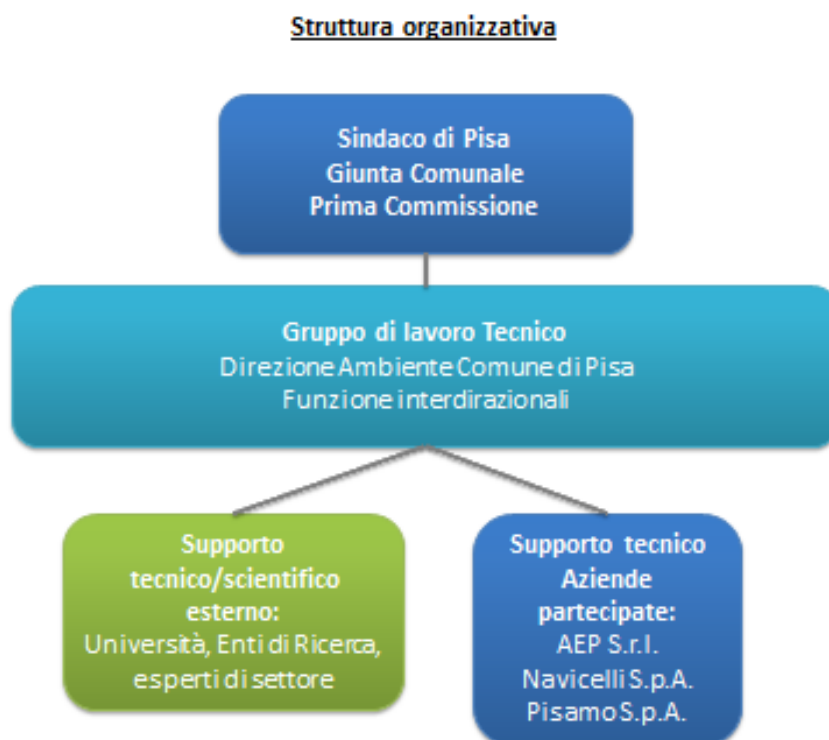 Struttura organizzativa
Sindaco di Pisa
Giunta Comunale
Prima Commissione
Gruppo di lavoro Tecnico
Direzione Ambiente Comune di Pisa
Funzione interdirazionali
Supporto
tecnico/scientifico
esterno:
Università, Enti di Ricerca,
esperti di settore
Supporto tecnico
Aziende
partecipate:
AEP S.r.l.
Navicelli S.p.A.
Pisamo S.p.A.